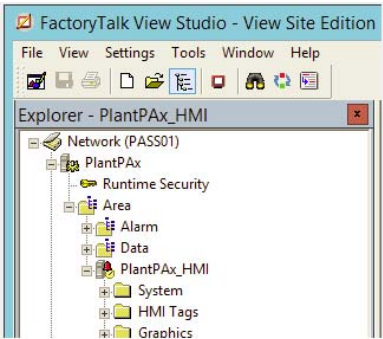 FactoryTalk View Studio - View Site Edition
File View Settings Tools Window Help
Explorer - PlantPAx_HMI
Network (PASS01)
PlantPAx
Runtime Security
Area
Alarm
Data
PlantPAx_HMI
System
HMI Tags
Graphics